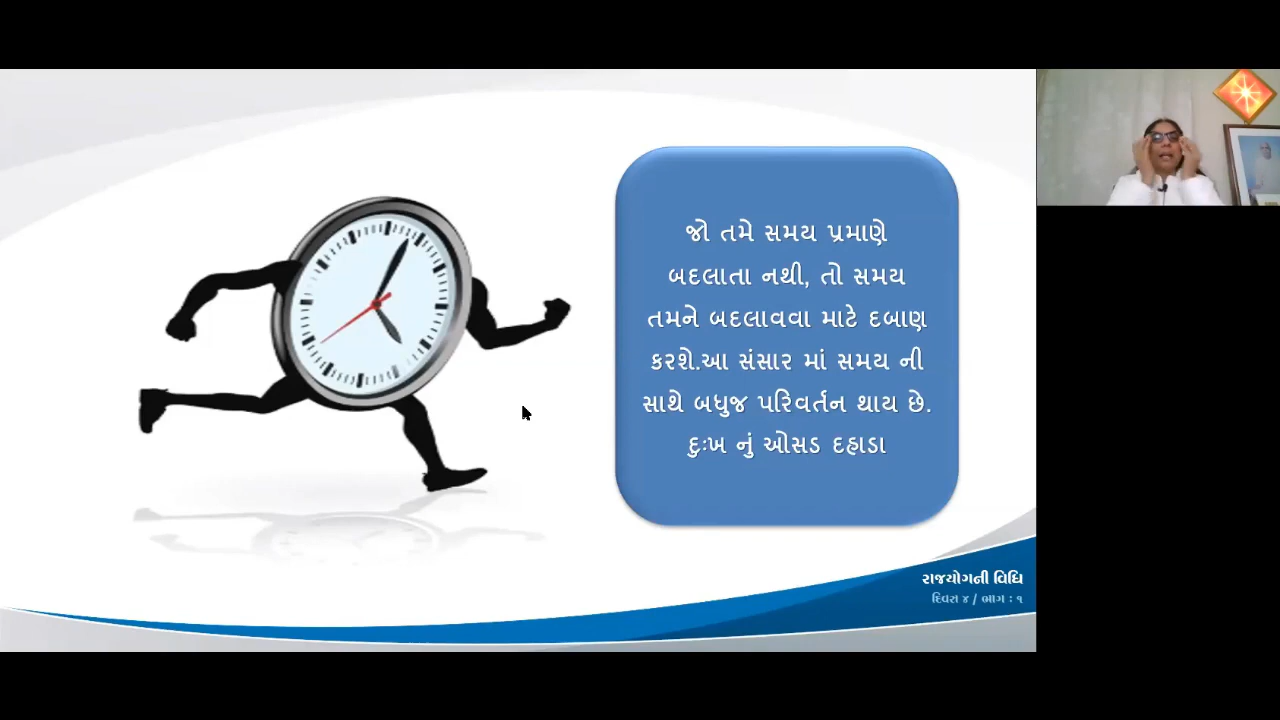 જો તમે સમય પ્રમાણે
બદલાતા નથી, તો સમય
તમને બદલાવવા માટે દબાણ
કરશે.આ સંસાર માં સમય ની
સાથે બધુજ પરિવર્તન થાય છે.
દુઃખ નું ઓસડ દહાડા
રાજયોગની વિધિ
દિવસ ૪ / ભાગ : ૧